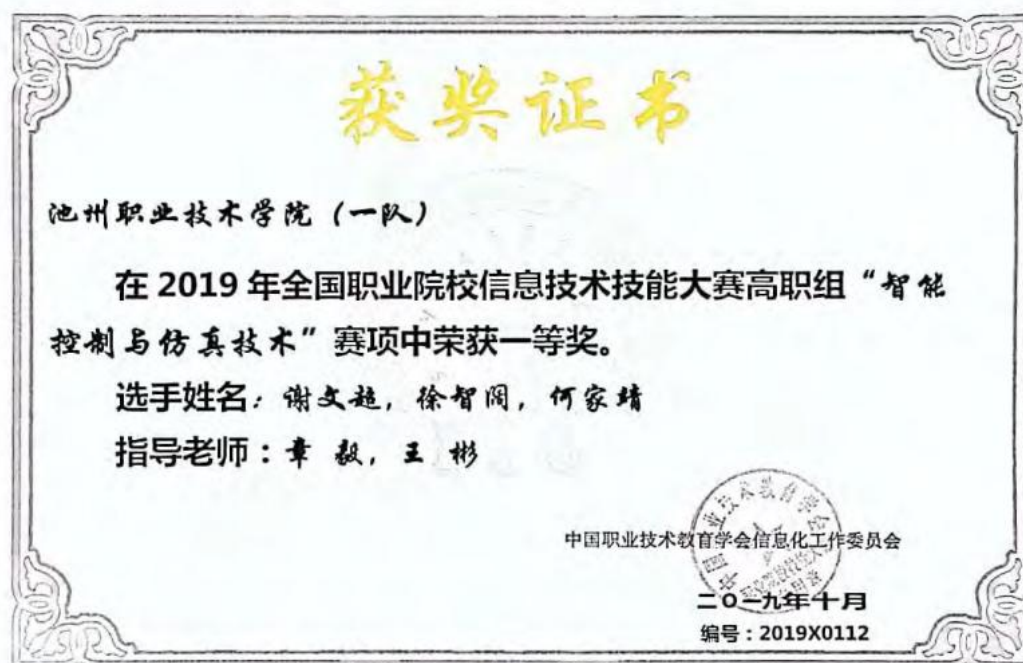 获奖证书
池州职业技术学院（一队）
在 2019 年全国职业院校信息技术技能大赛高职组“智能
控制与仿真技术”赛项中荣获一等奖。
选手姓名：谢文超，徐智阔，何家靖
指导老师：章 毅，王 彬
中国职业技术教育学会信息化工作委员会
二〇一九年十月
编号：2019X0112